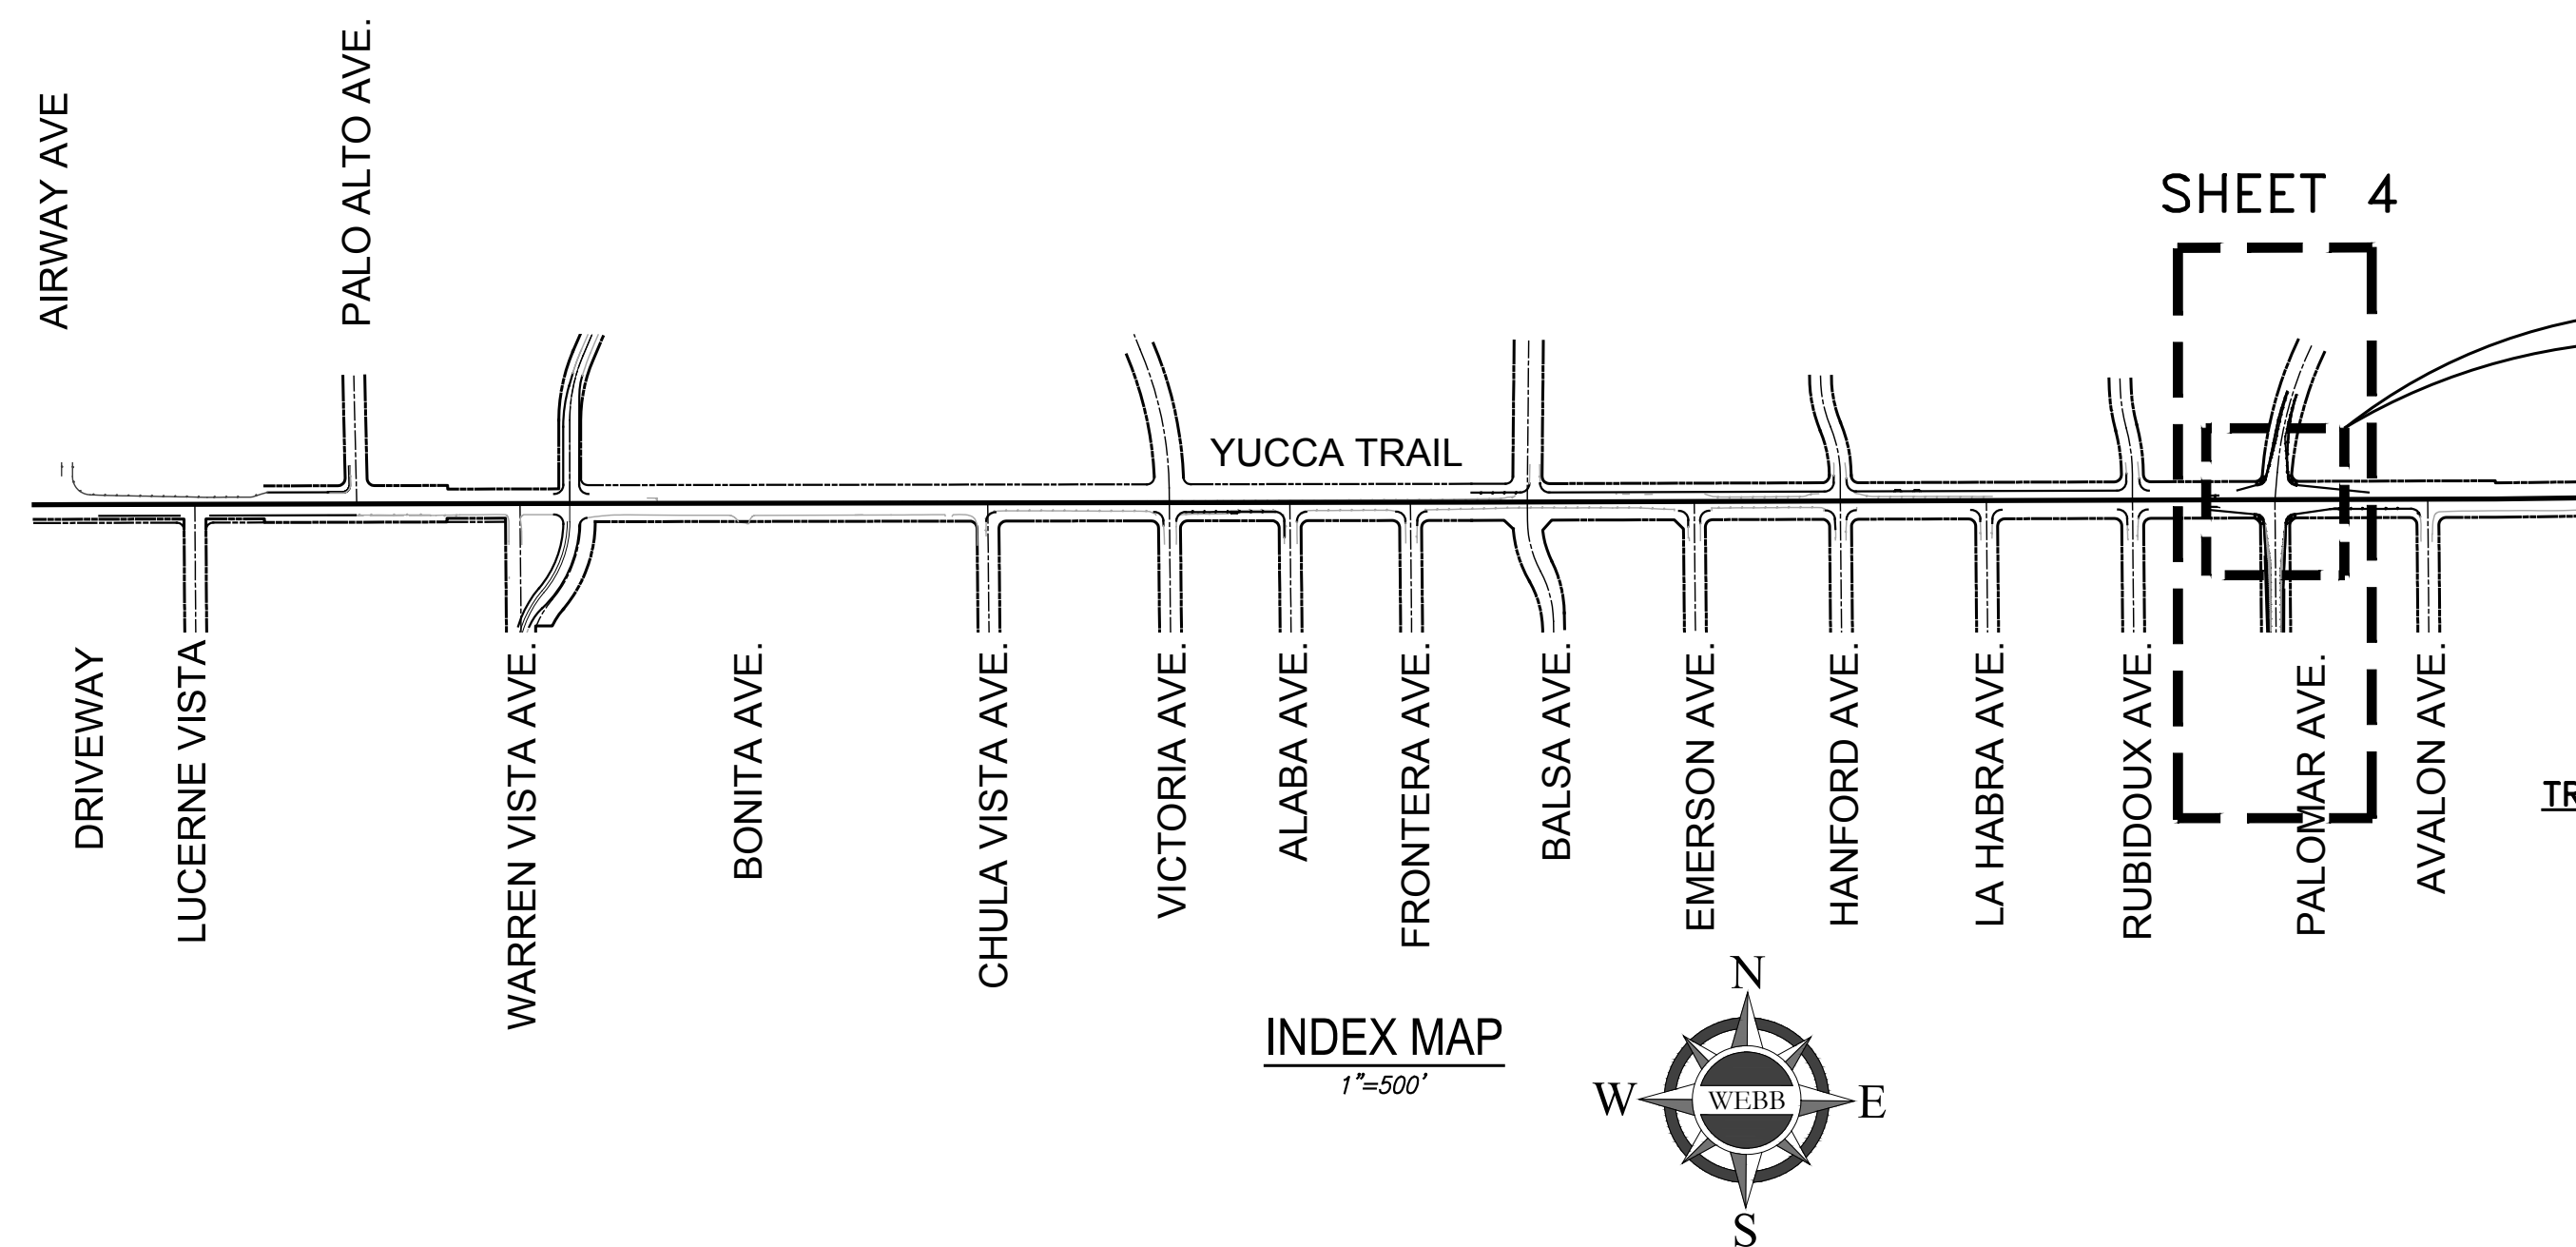 AIRWAY AVE
PALO ALTO AVE.
SHEET 4
YUCCA TRAIL
DRIVEWAY
LUCERNE VISTA
WARREN VISTA AVE.
BONITA AVE.
CHULA VISTA AVE.
VICTORIA AVE.
ALABA AVE.
FRONTERA AVE.
BALSA AVE.
EMERSON AVE.
HANFORD AVE.
LA HABRA AVE.
RUBIDOUX AVE.
PALOMAR AVE.
AVALON AVE.
TR
INDEX MAP
1"=500'
N
W
WEBB
E
S